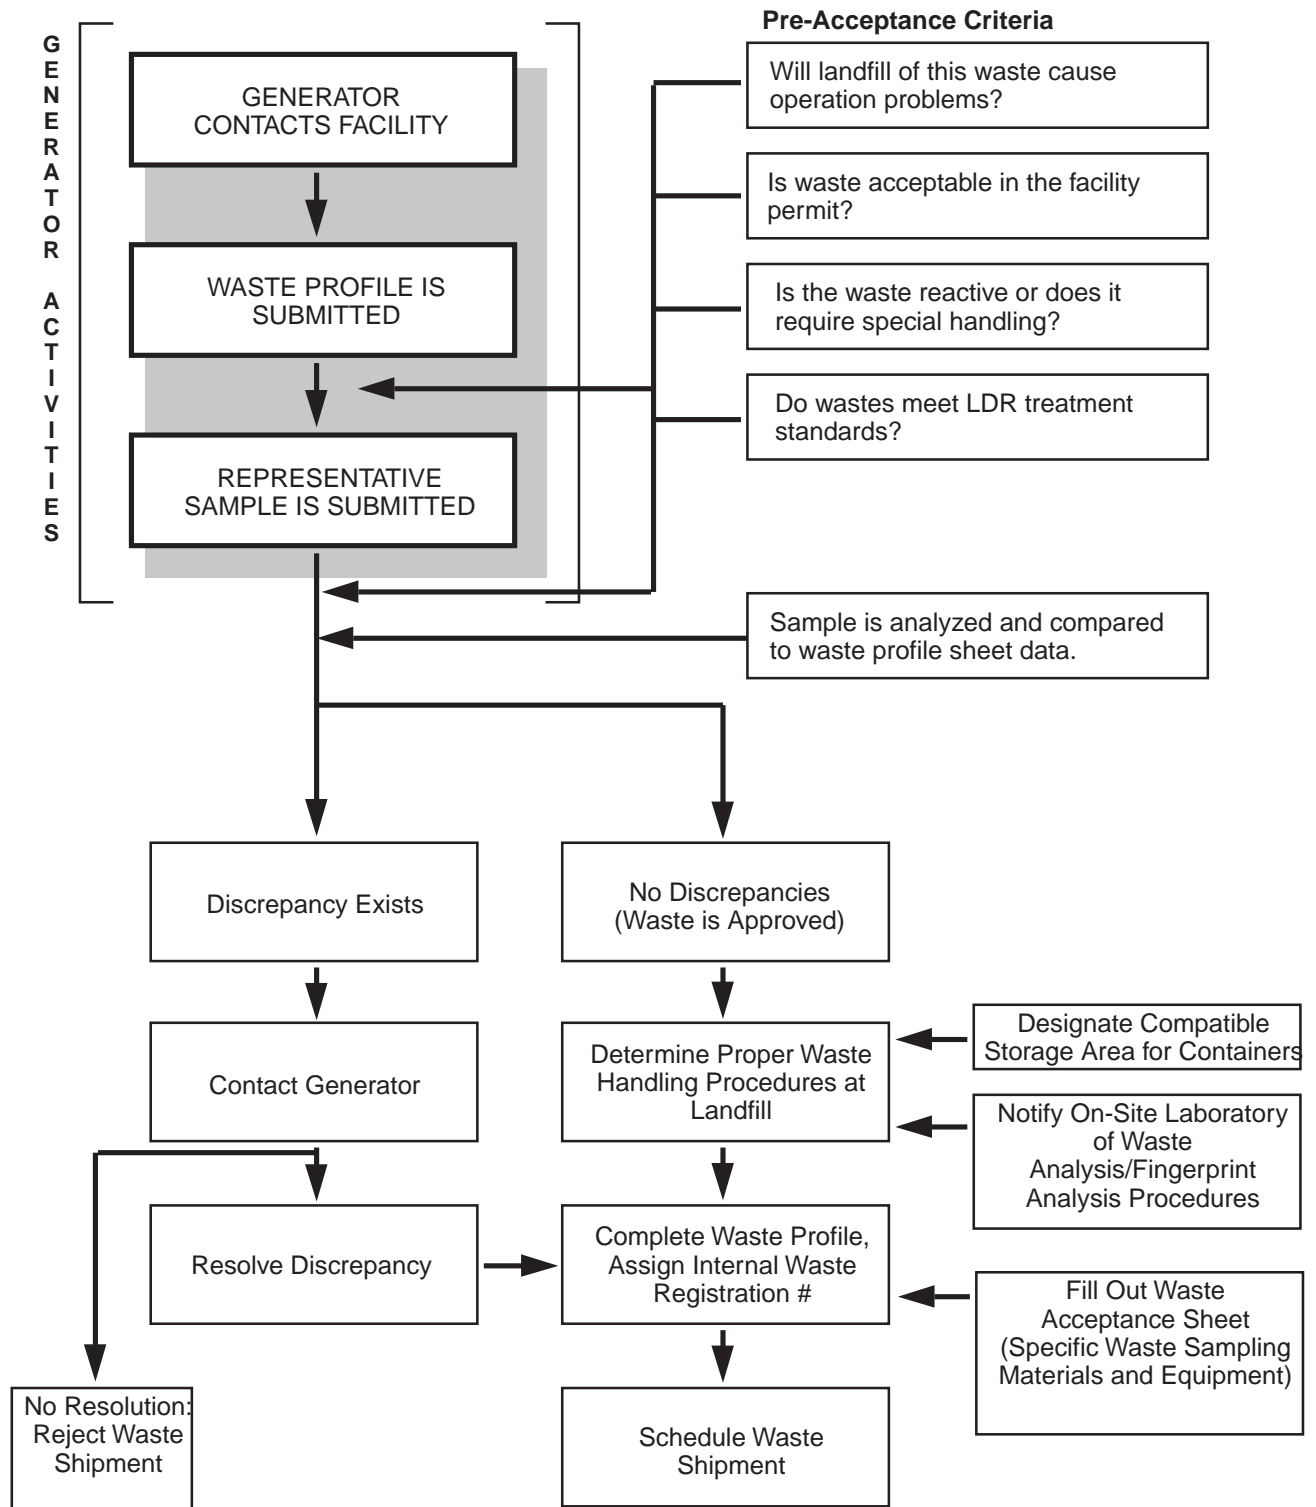 GENERATOR ACTIVITIES
GENERATOR
CONTACTS FACILITY
WASTE PROFILE IS
SUBMITTED
REPRESENTATIVE
SAMPLE IS SUBMITTED
Pre-Acceptance Criteria
Will landfill of this waste cause
operation problems?
Is waste acceptable in the facility
permit?
Is the waste reactive or does it
require special handling?
Do wastes meet LDR treatment
standards?
Sample is analyzed and compared
to waste profile sheet data.
Discrepancy Exists
No Discrepancies
(Waste is Approved)
Contact Generator
Determine Proper Waste
Handling Procedures at
Landfill
Designate Compatible
Storage Area for Containers
Notify On-Site Laboratory
of Waste
Analysis/Fingerprint
Analysis Procedures
Resolve Discrepancy
Complete Waste Profile,
Assign Internal Waste
Registration #
Fill Out Waste
Acceptance Sheet
(Specific Waste Sampling
Materials and Equipment)
No Resolution:
Reject Waste
Shipment
Schedule Waste
Shipment